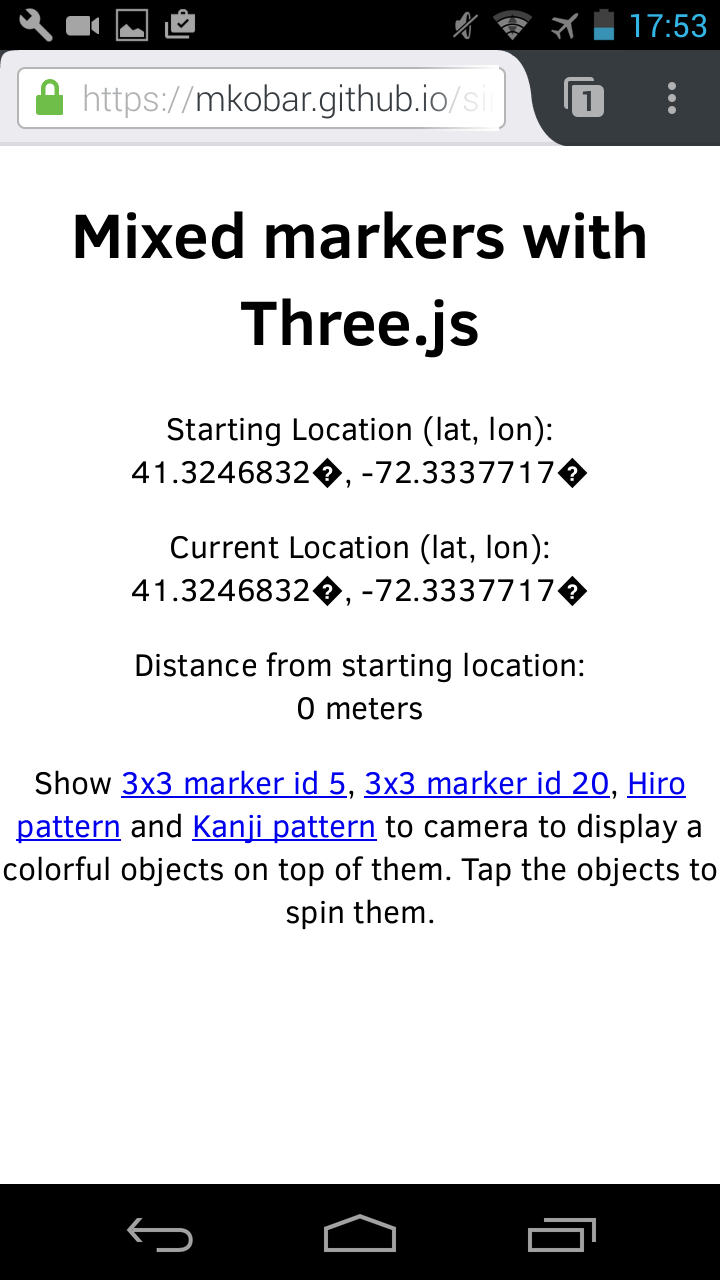 17:53
https://mkobar.github.io/si
1
Mixed markers with
Three.js
Starting Location (lat, lon):
41.3246832�, -72.3337717�
Current Location (lat, lon):
41.3246832�, -72.3337717�
Distance from starting location:
0 meters
Show 3x3 marker id 5, 3x3 marker id 20, Hiro
pattern and Kanji pattern to camera to display a
colorful objects on top of them. Tap the objects to
spin them.